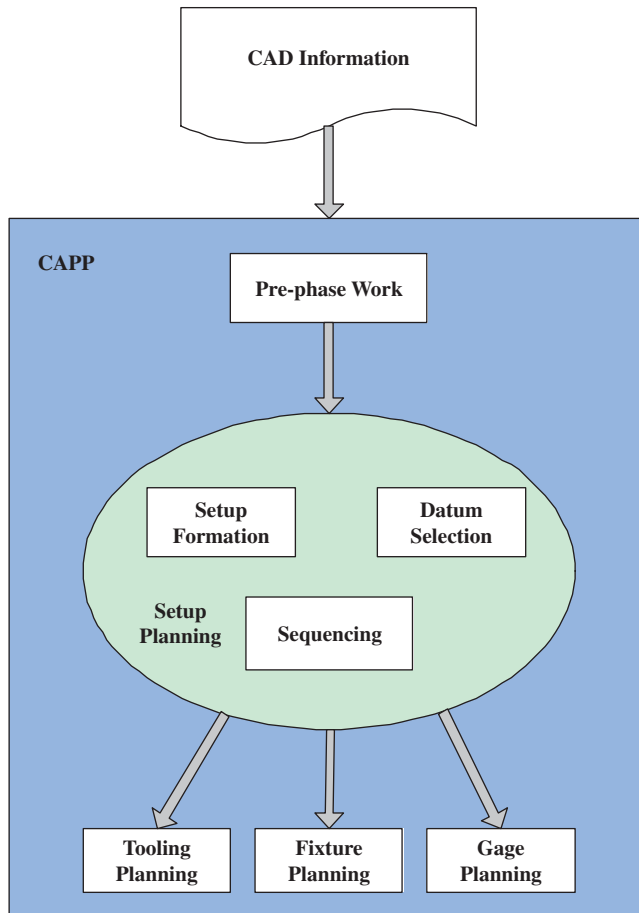 CAD Information
CAPP
Pre-phase Work
Setup
Formation
Datum
Selection
Setup
Planning
Sequencing
Tooling
Planning
Fixture
Planning
Gage
Planning